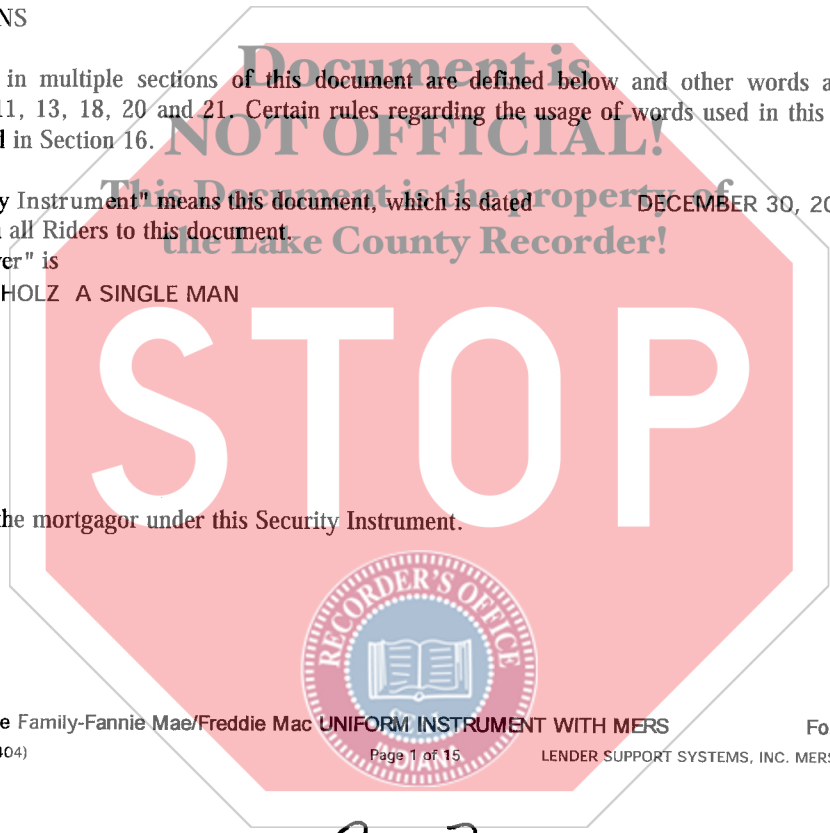 NS
Document is
in multiple sections of this document are defined below and other words a
11, 13, 18, 20 and 21. Certain rules regarding the usage of words used in this
in Section 16.
NOT OFFICIAL!
This Document is the property of
y Instrument" means this document, which is dated DECEMBER 30, 20
all Riders to this document.
the Lake County Recorder!
er" is
HOLZ A SINGLE MAN
STOP
the mortgagor under this Security Instrument.
RECORDER'S OFFICE
SEAL
INDIANA
e Family-Fannie Mae/Freddie Mac UNIFORM INSTRUMENT WITH MERS Fo
404) Page 1 of 15 LENDER SUPPORT SYSTEMS, INC. MERS